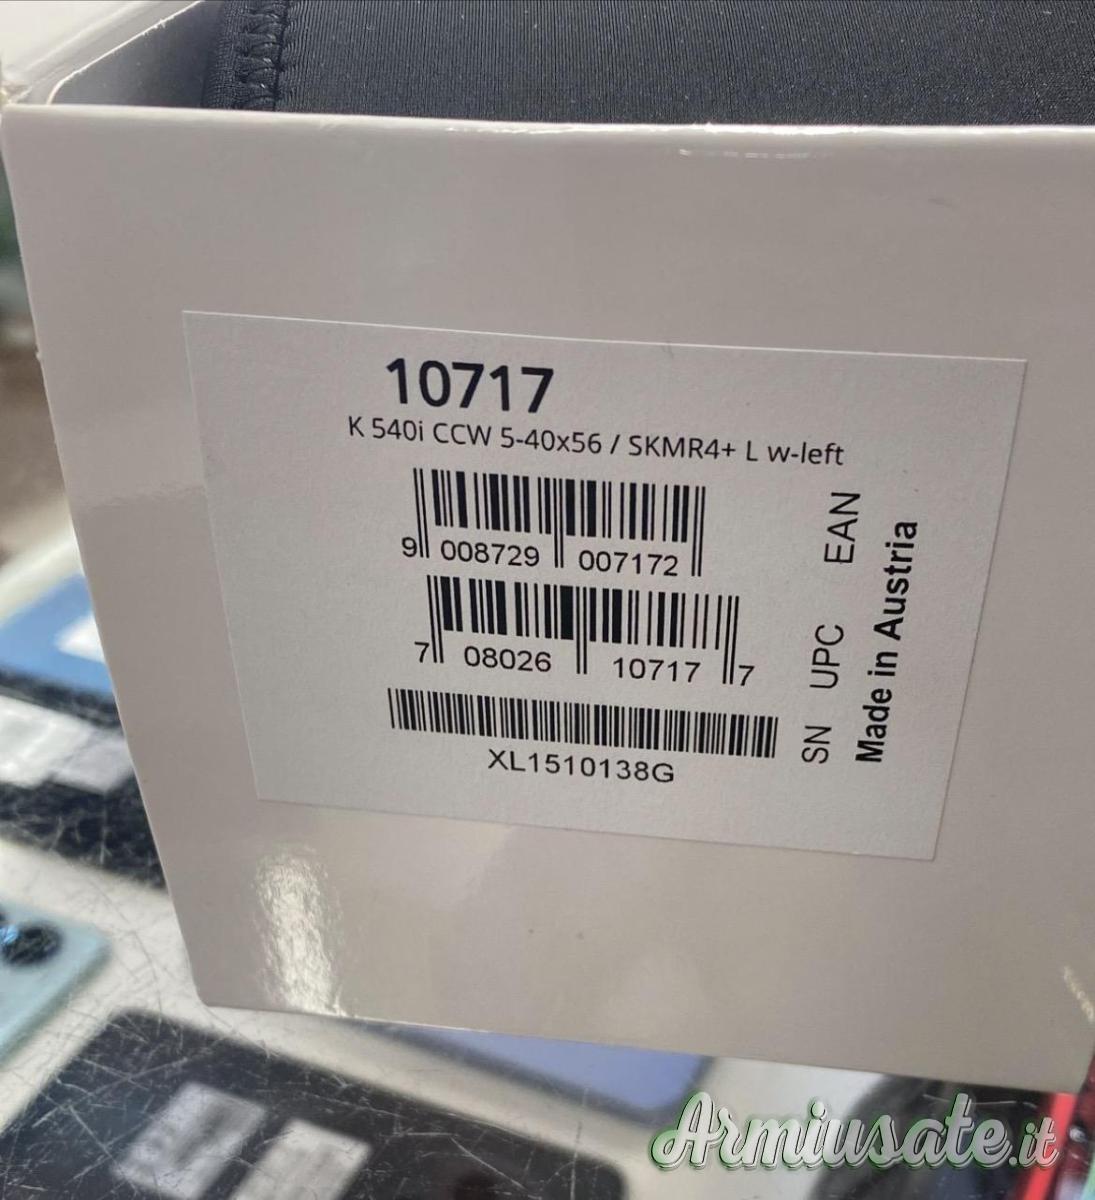 10717
K 540i CCW 5-40x56 / SKMR4+ L w-left
9 008729 007172
EAN
7 08026 10717 7
UPC
XL1510138G
SN
Made in Austria
Armiusate.it